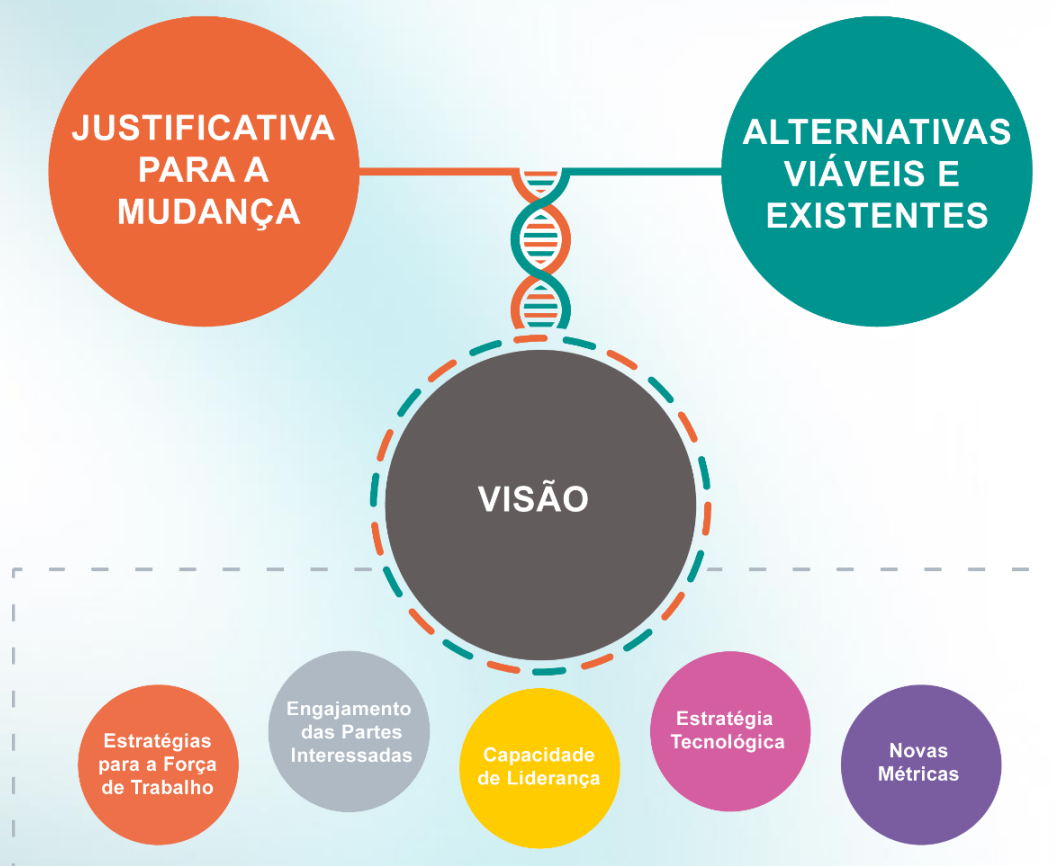 JUSTIFICATIVA
PARA A
MUDANÇA
ALTERNATIVAS
VIÁVEIS E
EXISTENTES
VISÃO
Estratégias
para a Força
de Trabalho
Engajamento
das Partes
Interessadas
Capacidade
de Liderança
Estratégia
Tecnológica
Novas
Métricas